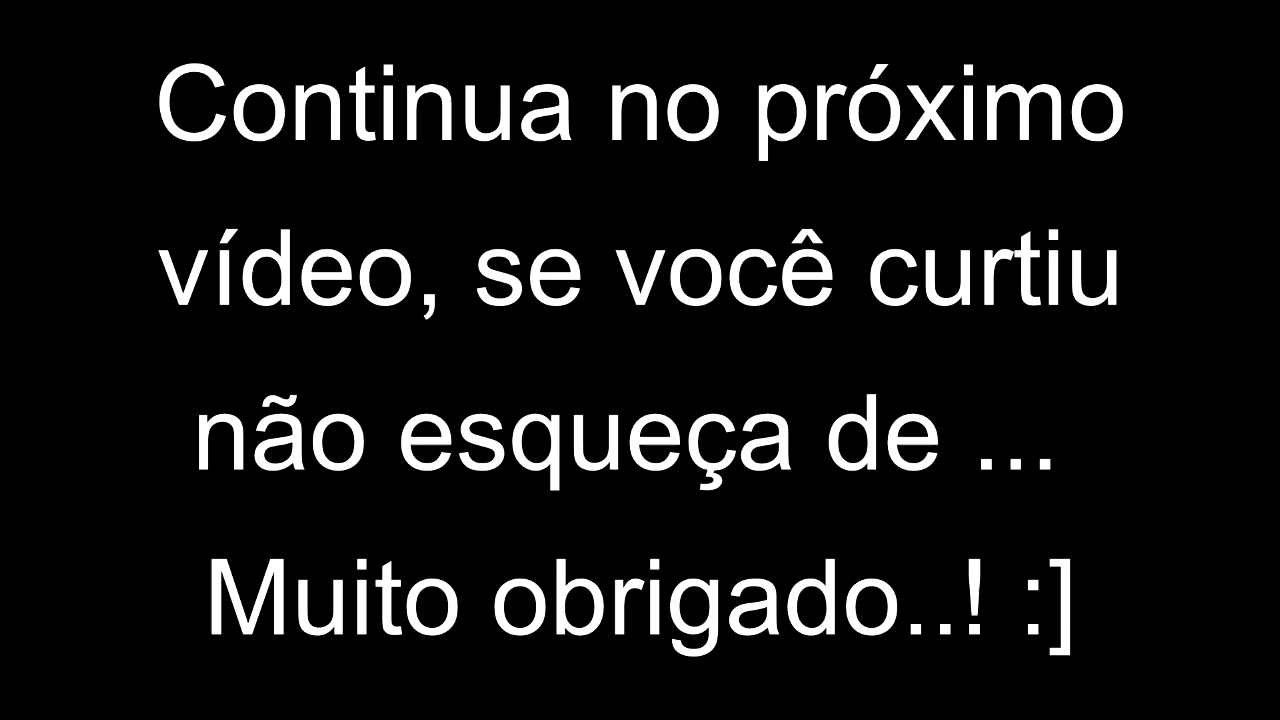 Continua no próximo
vídeo, se você curtiu
não esqueça de ...
Muito obrigado..! :]